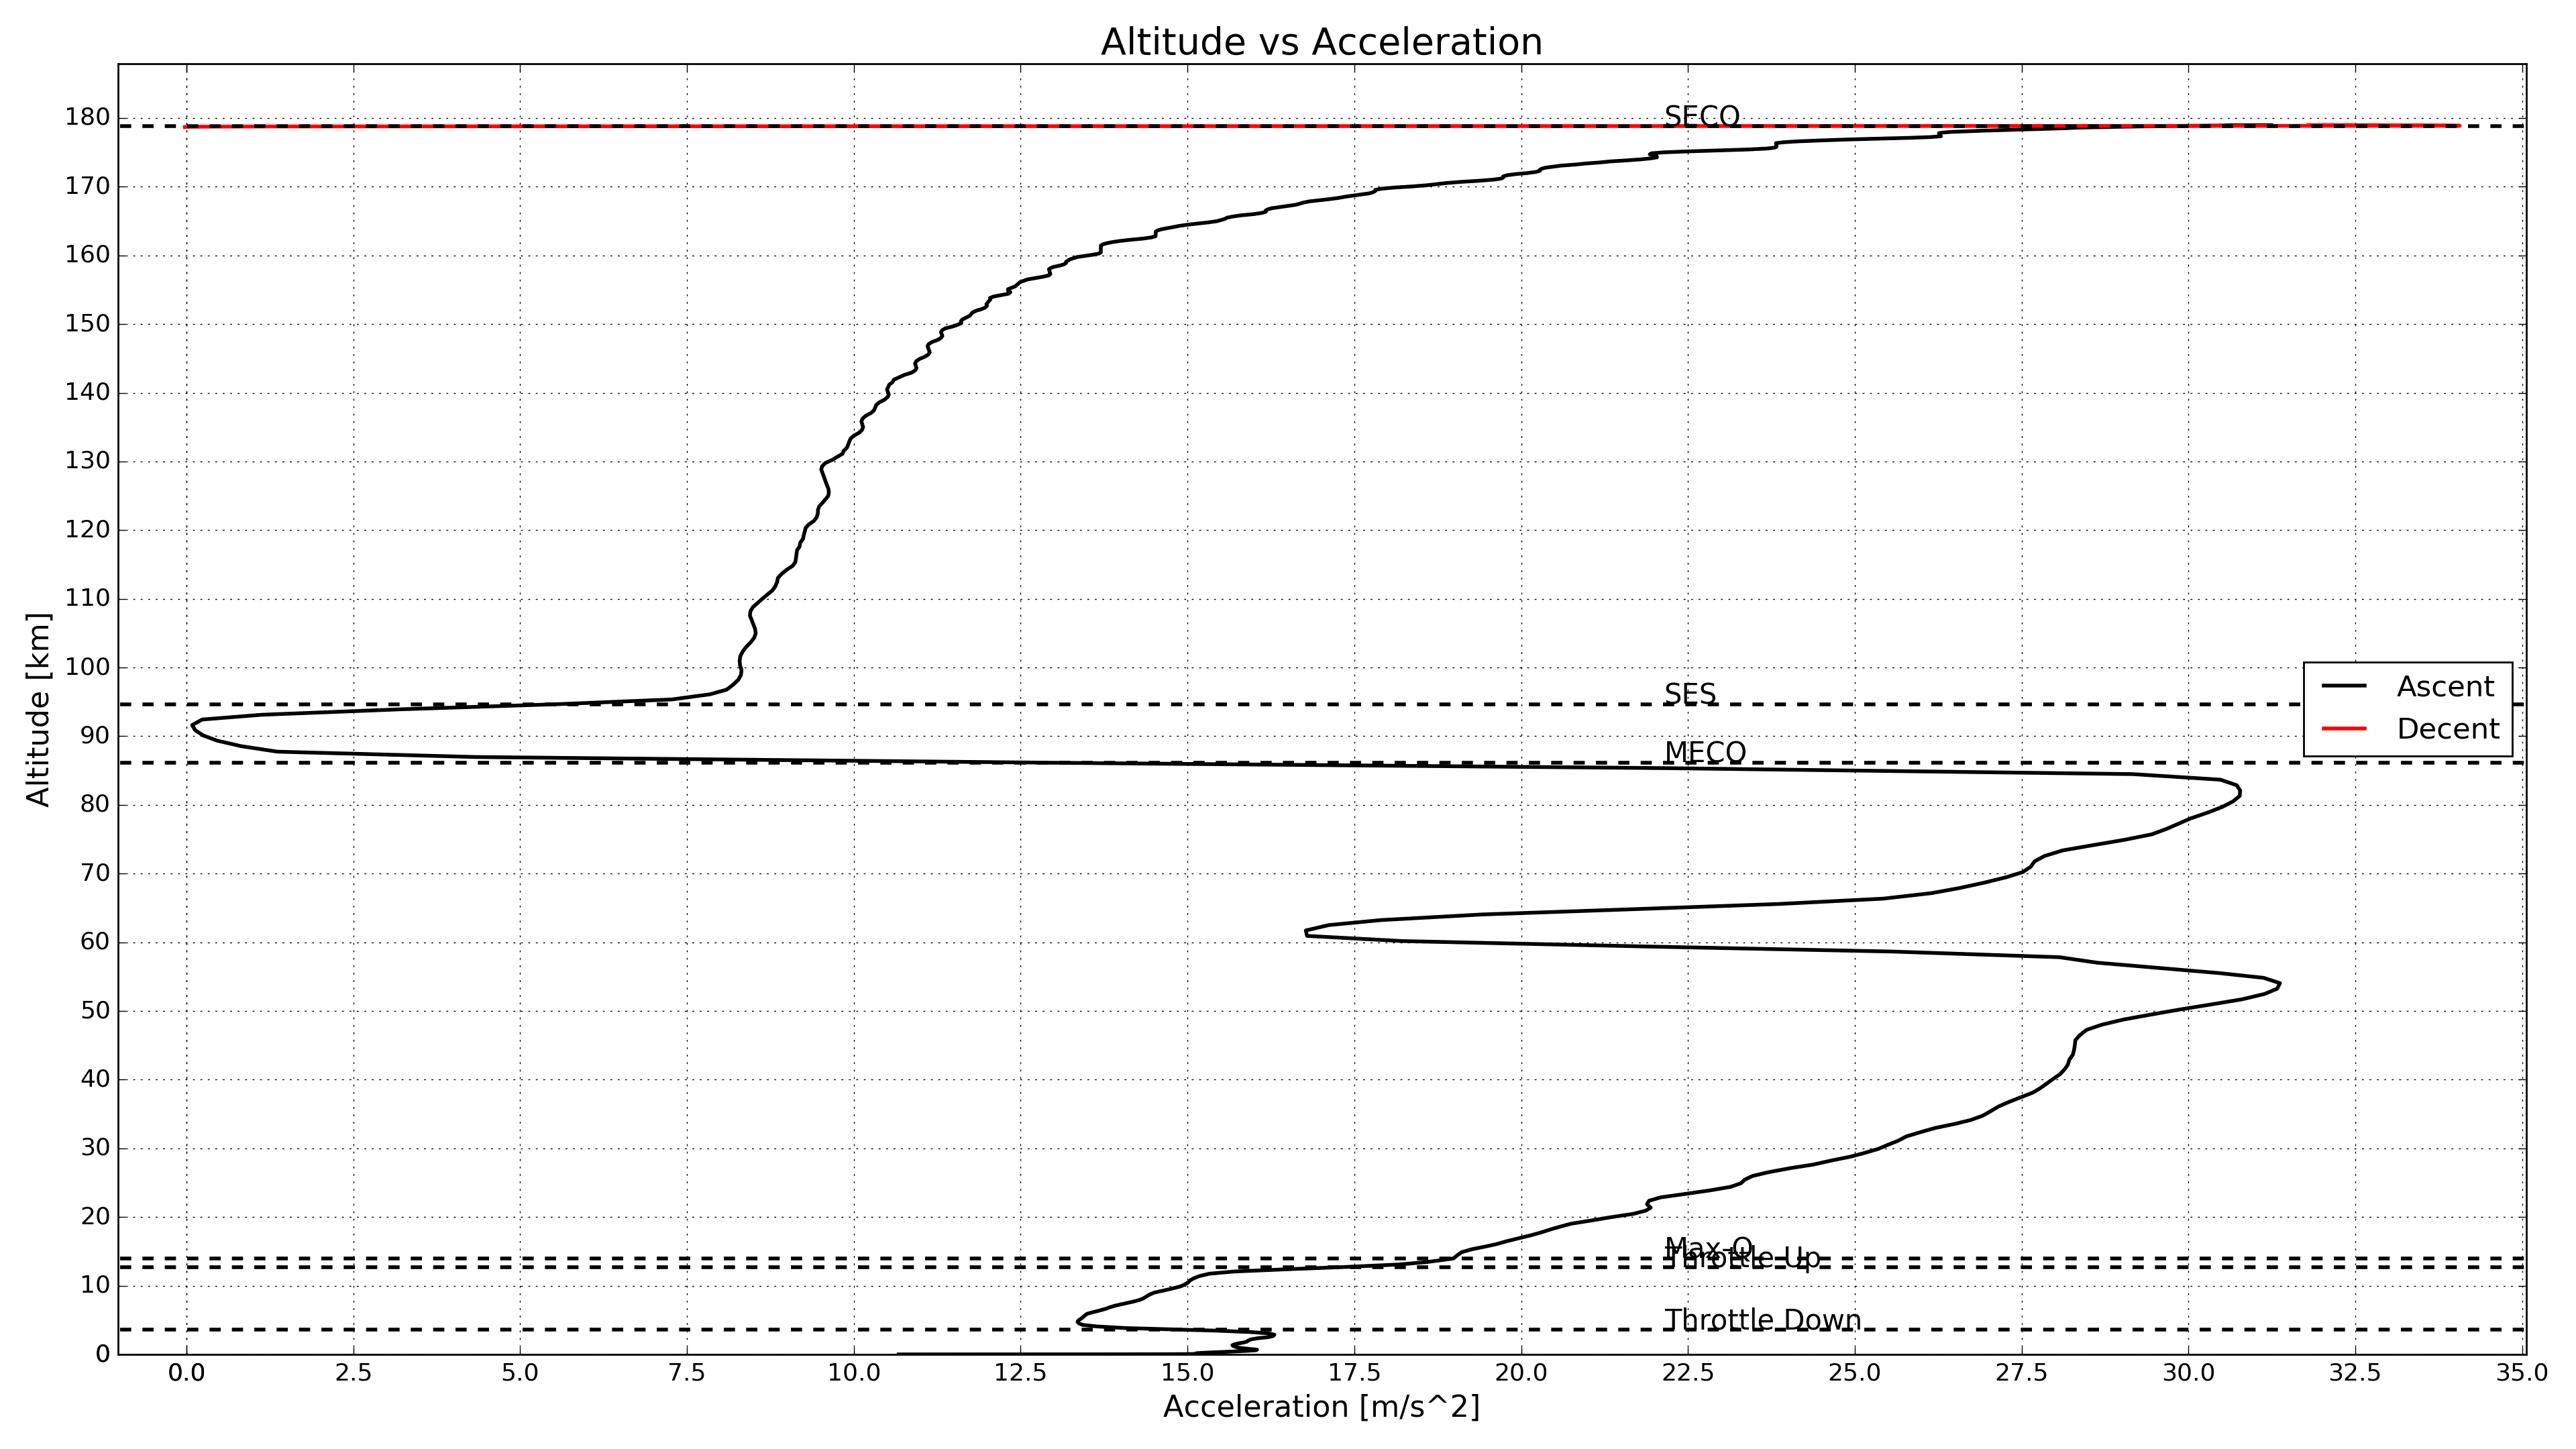 Altitude vs Acceleration
Altitude [km]
180
170
160
150
140
130
120
110
100
90
80
70
60
50
40
30
20
10
0
SECO
SES
MECO
Max-Q
Throttle Up
Throttle Down
Ascent
Decent
0.0 2.5 5.0 7.5 10.0 12.5 15.0 17.5 20.0 22.5 25.0 27.5 30.0 32.5 35.0
Acceleration [m/s^2]